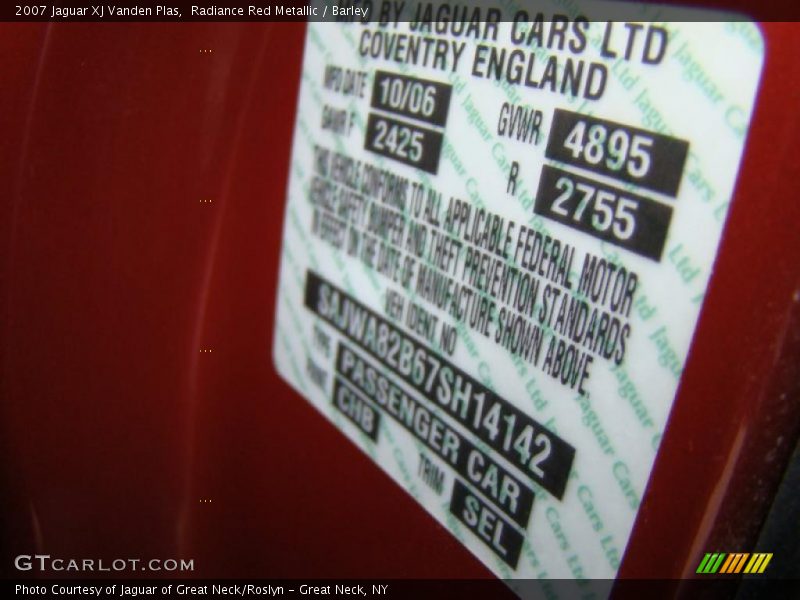 2007 Jaguar XJ Vanden Plas,  Radiance Red Metallic / Barley
BY JAGUAR CARS LTD
COVENTRY ENGLAND
MFD DATE 10/06 GVWR 4895
GAWR F 2425 R 2755
THIS VEHICLE CONFORMS TO ALL APPLICABLE FEDERAL MOTOR
VEHICLE SAFETY BUMPER AND THEFT PREVENTION STANDARDS
IN EFFECT ON THE DATE OF MANUFACTURE SHOWN ABOVE.
VEH IDENT NO
SAJWA82B67SH14142
TYPE PASSENGER CAR
PAINT CHB TRIM SEL
GTCARLOT.COM
Photo Courtesy of Jaguar of Great Neck/Roslyn - Great Neck, NY